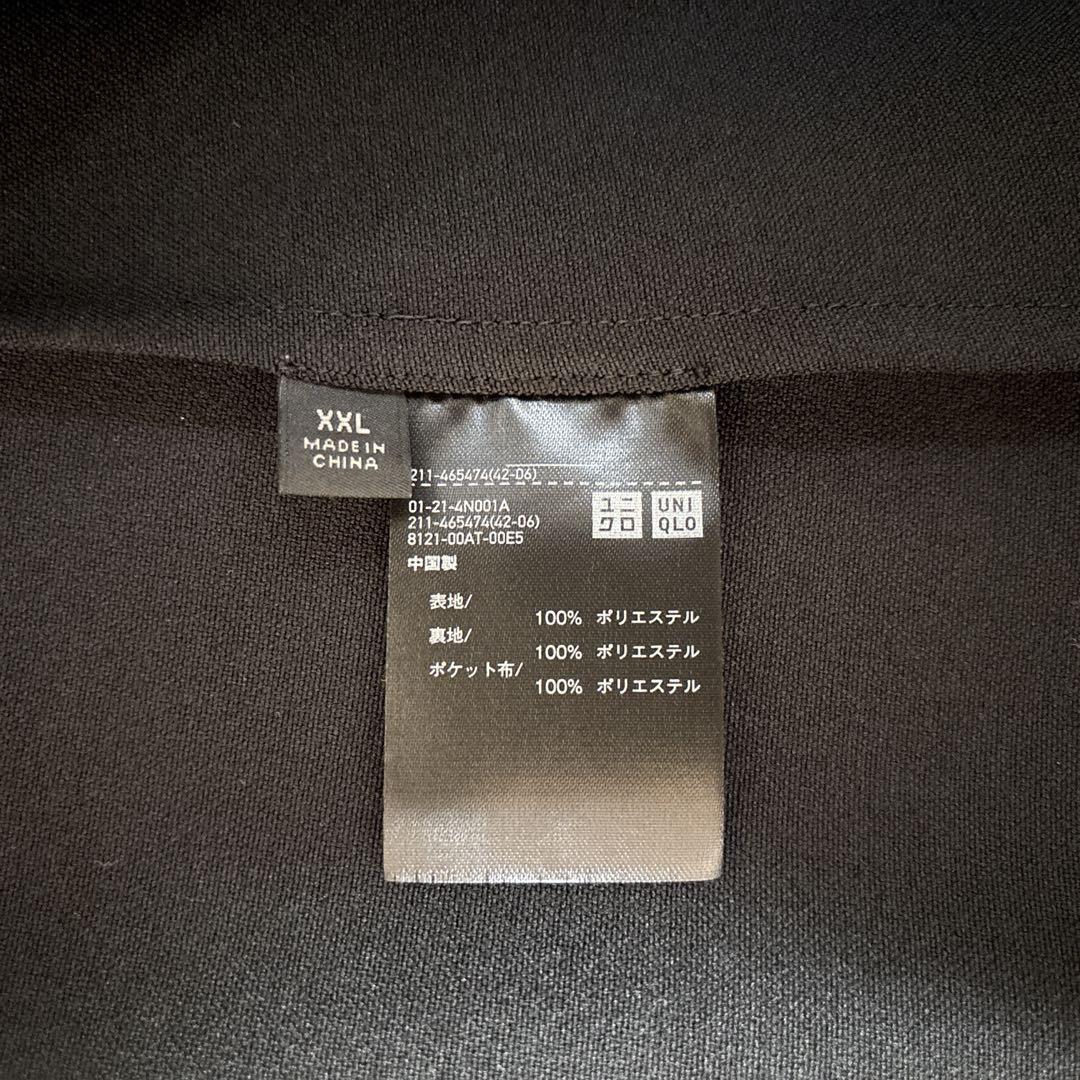 XXL
MADE IN
CHINA
211-465474(42-06)
01-21-4N001A
211-465474(42-06)
8121-00AT-00E5
中国製
ユニ
クロ
UNI
QLO
表地/
100% ポリエステル
裏地/
100% ポリエステル
ポケット布/
100% ポリエステル